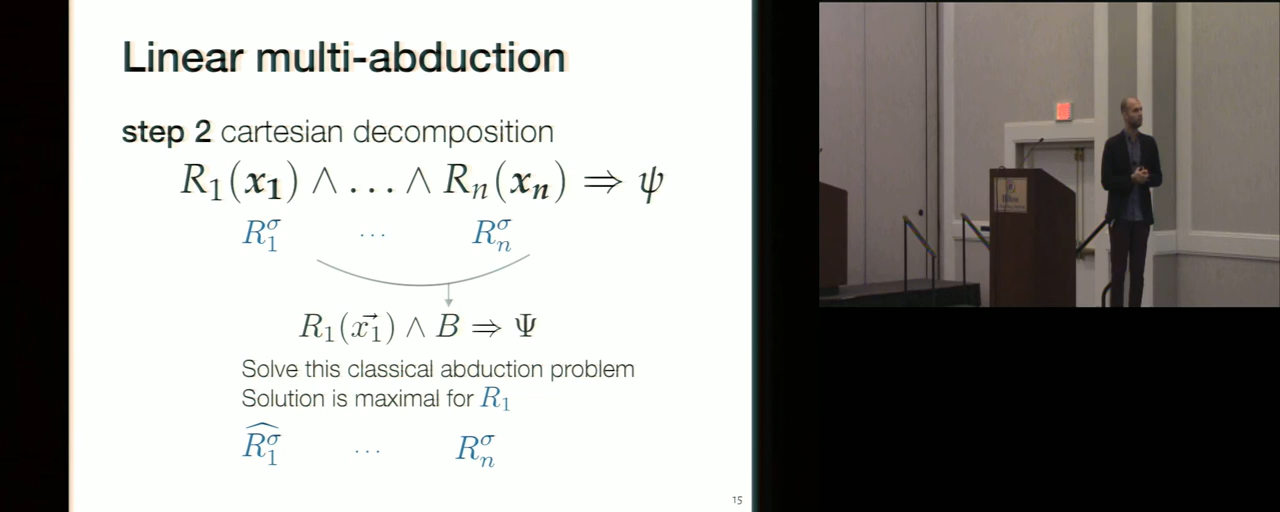 Linear multi-abduction
step 2 cartesian decomposition
R₁(x₁) ∧ … ∧ Rₙ(xₙ) ⇒ ψ
R₁^σ … Rₙ^σ
R₁(x⃗₁) ∧ B ⇒ Ψ
Solve this classical abduction problem
Solution is maximal for R₁
R̂₁^σ … Rₙ^σ
15
Hilton